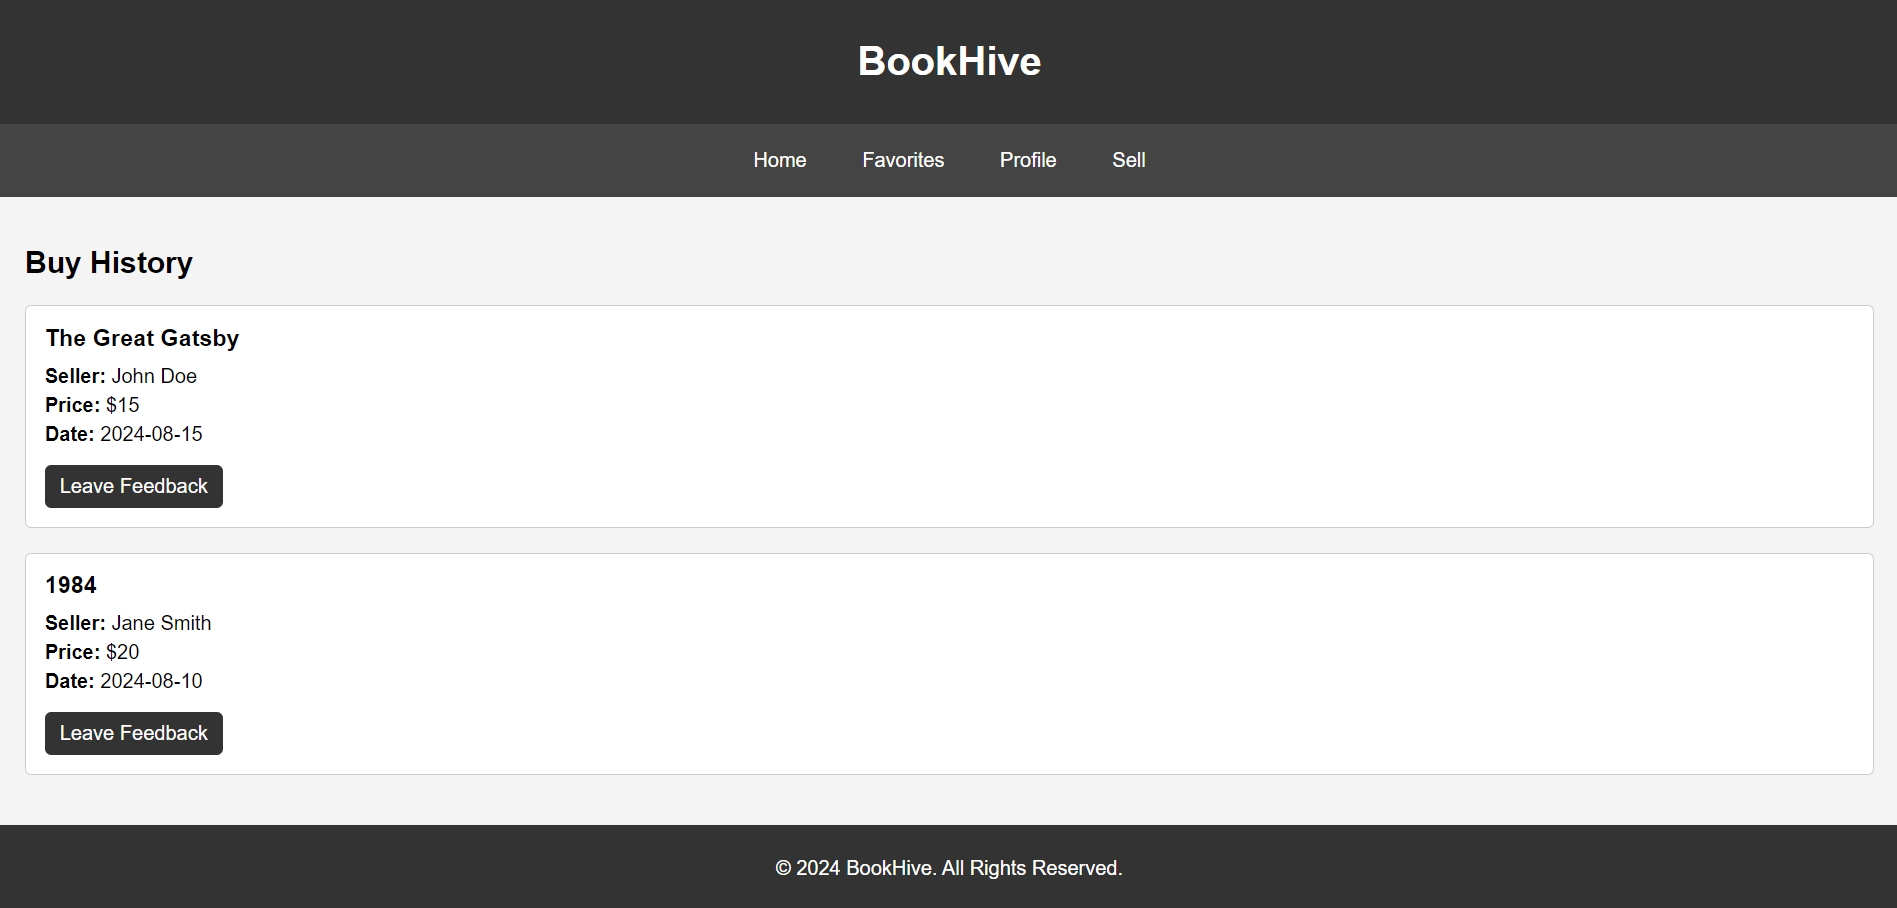 BookHive
Home Favorites Profile Sell
Buy History
The Great Gatsby
Seller: John Doe
Price: $15
Date: 2024-08-15
Leave Feedback
1984
Seller: Jane Smith
Price: $20
Date: 2024-08-10
Leave Feedback
© 2024 BookHive. All Rights Reserved.